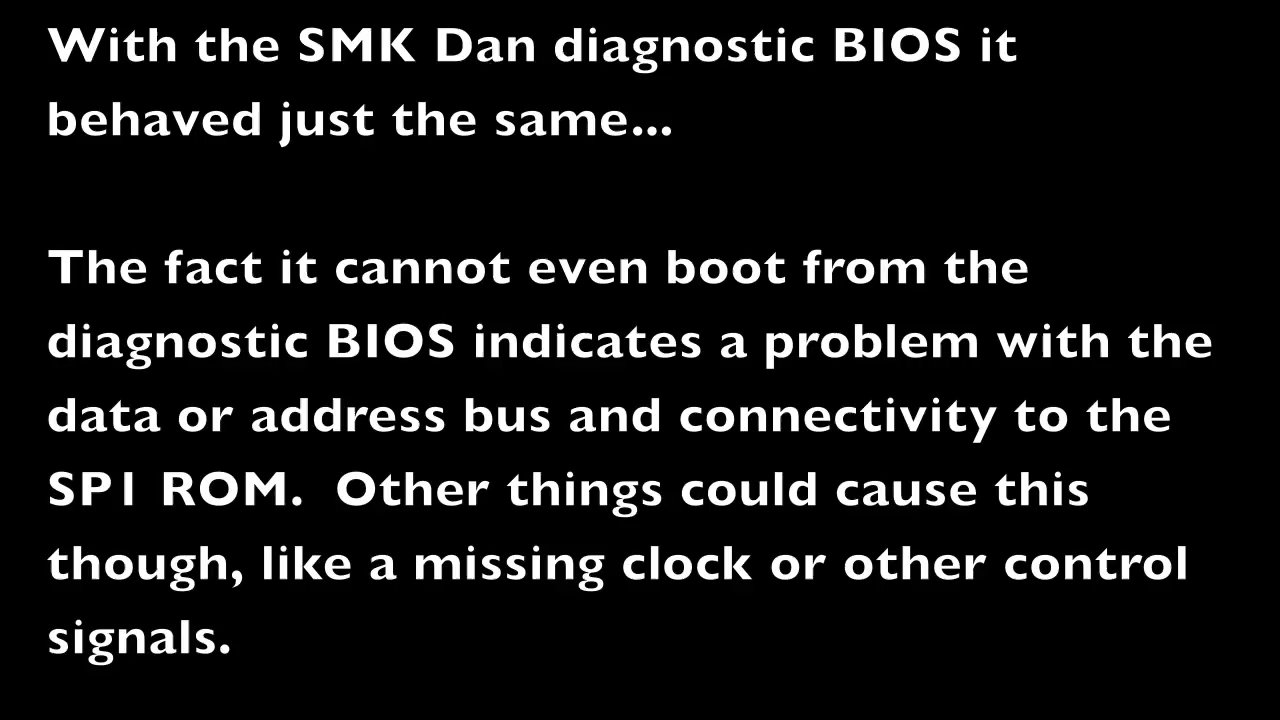 With the SMK Dan diagnostic BIOS it
behaved just the same...
The fact it cannot even boot from the
diagnostic BIOS indicates a problem with the
data or address bus and connectivity to the
SP1 ROM.  Other things could cause this
though, like a missing clock or other control
signals.